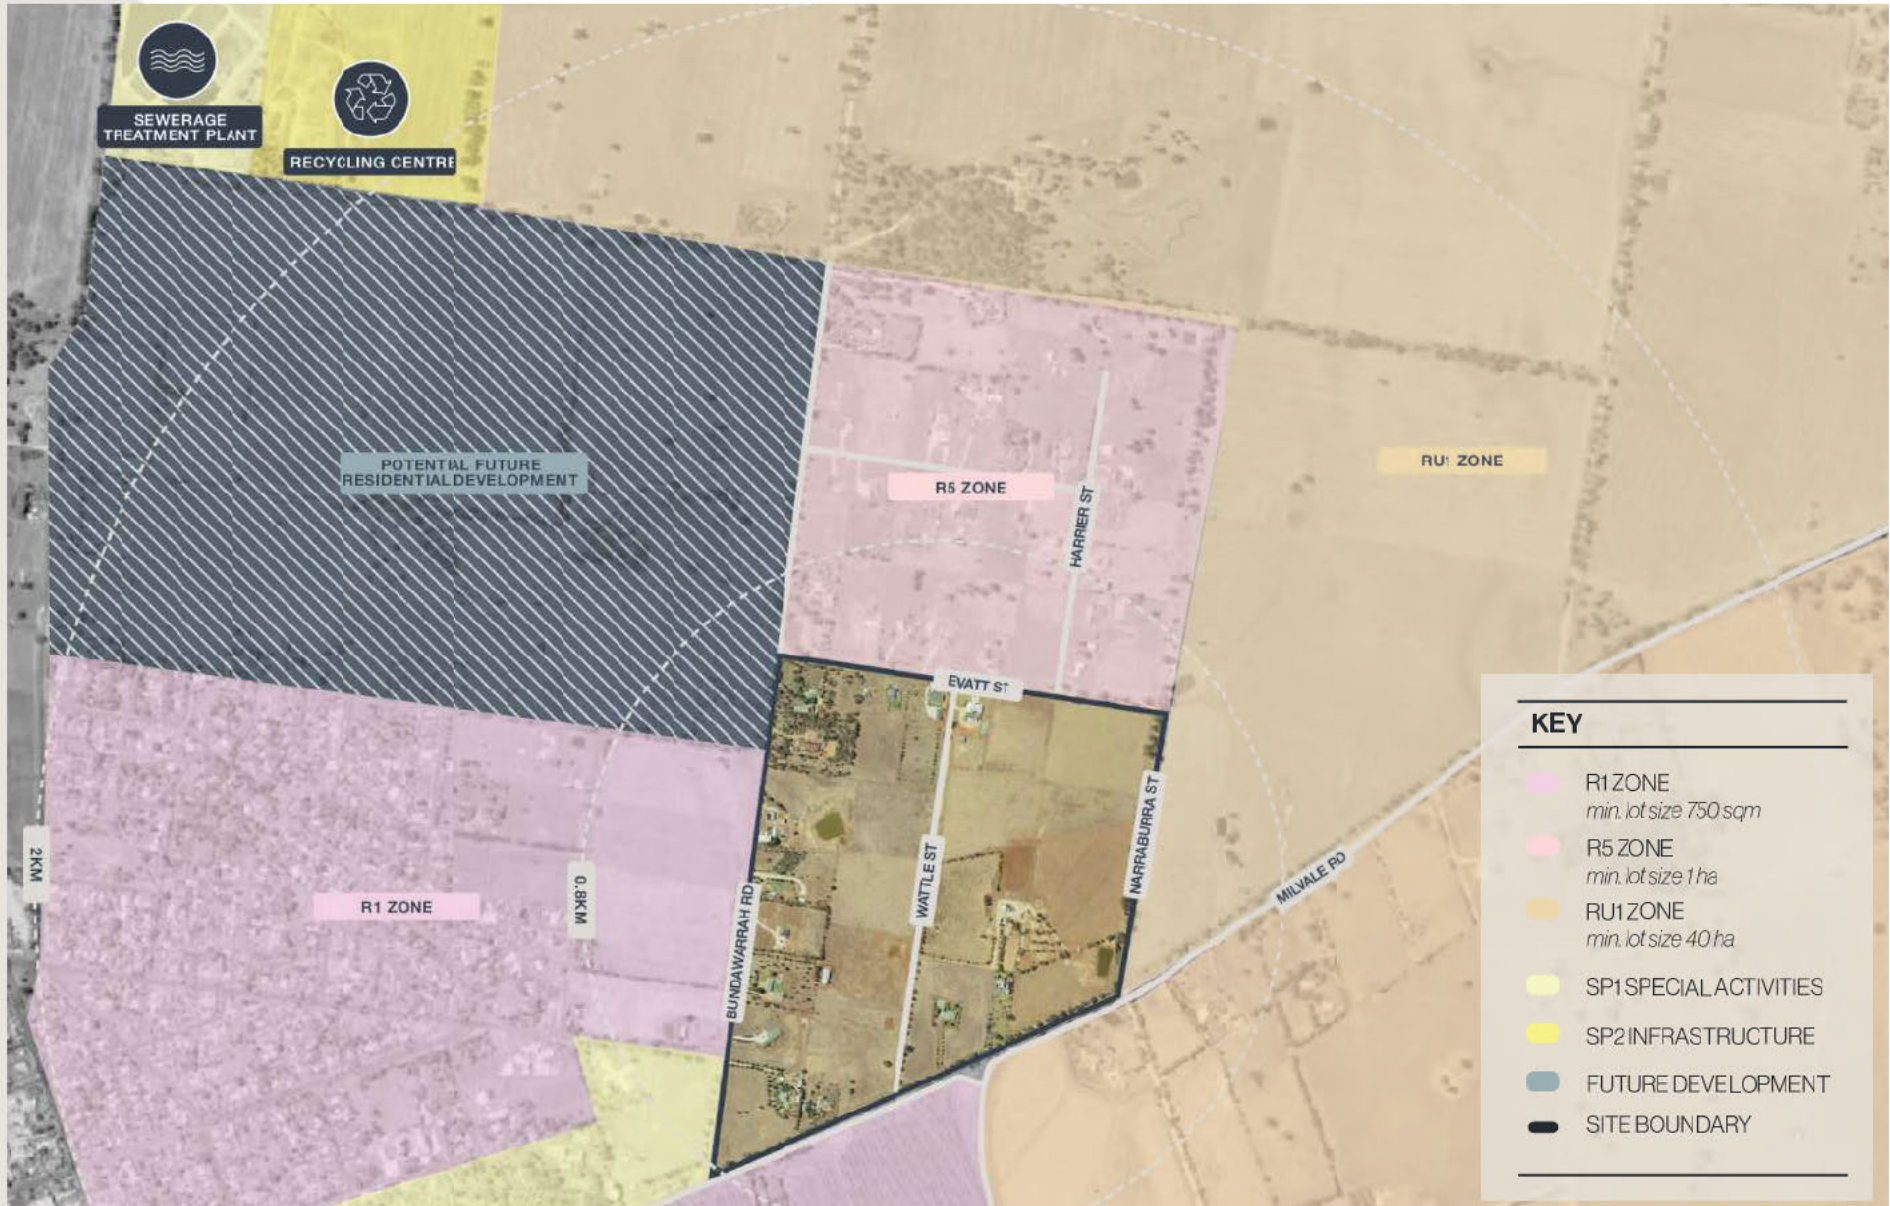 SEWERAGE
TREATMENT PLANT
RECYCLING CENTRE
POTENTIAL FUTURE
RESIDENTIAL DEVELOPMENT
R5 ZONE
RU1 ZONE
HARRIER ST
EVATT ST
NARRABURRA ST
WATTLE ST
BUNDAWARRAH RD
MILVALE RD
2KM
0.8KM
R1 ZONE
KEY
R1 ZONE
min. lot size 750 sqm
R5 ZONE
min. lot size 1 ha
RU1 ZONE
min. lot size 40 ha
SP1 SPECIAL ACTIVITIES
SP2 INFRASTRUCTURE
FUTURE DEVELOPMENT
SITE BOUNDARY